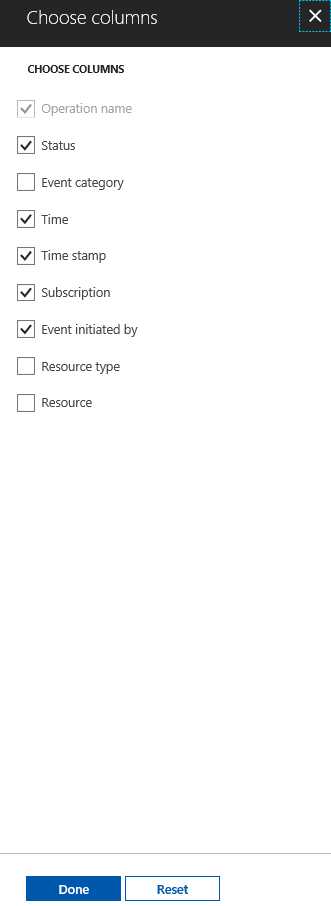 Choose columns
CHOOSE COLUMNS
Operation name
Status
Event category
Time
Time stamp
Subscription
Event initiated by
Resource type
Resource
Done Reset